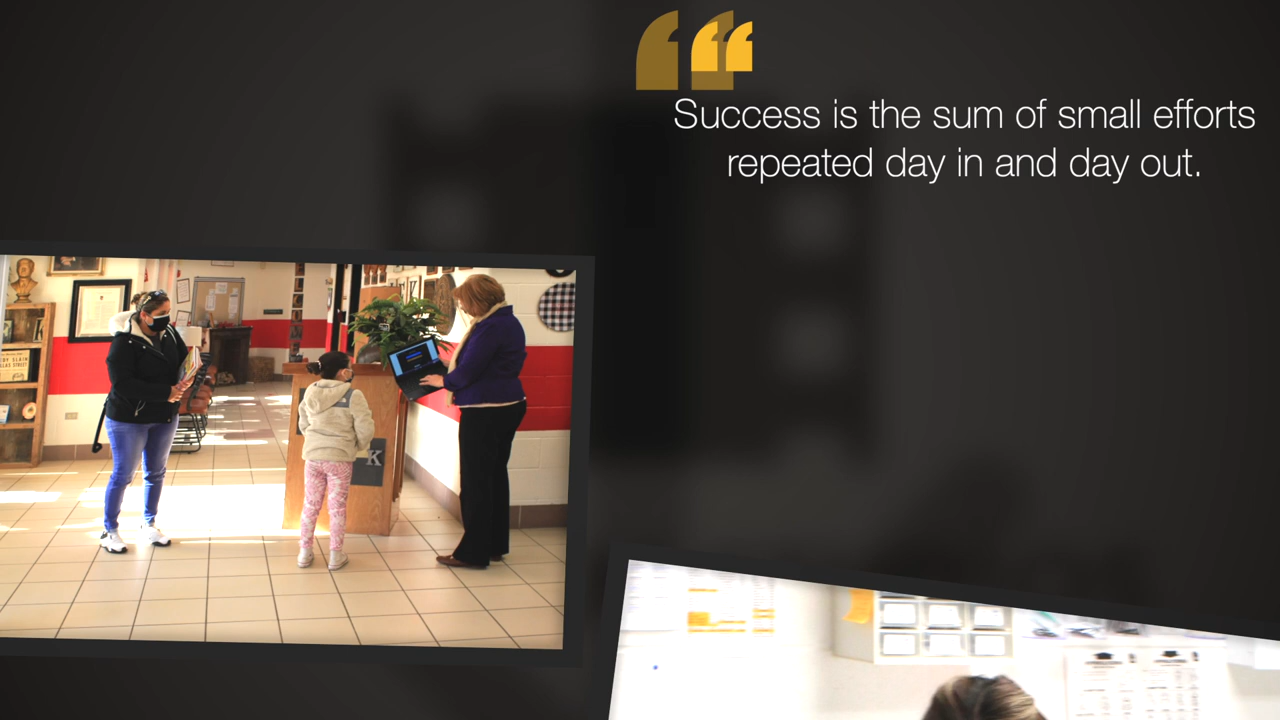 Success is the sum of small efforts
repeated day in and day out.
K
K